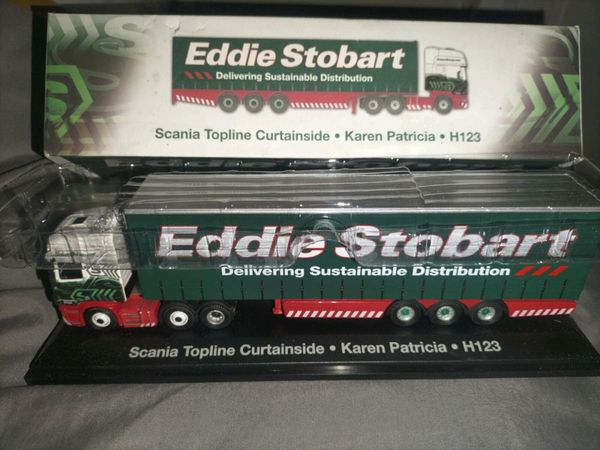 Eddie Stobart
Delivering Sustainable Distribution
Scania Topline Curtainside • Karen Patricia • H123
Eddie Stobart
Delivering Sustainable Distribution
Scania Topline Curtainside • Karen Patricia • H123